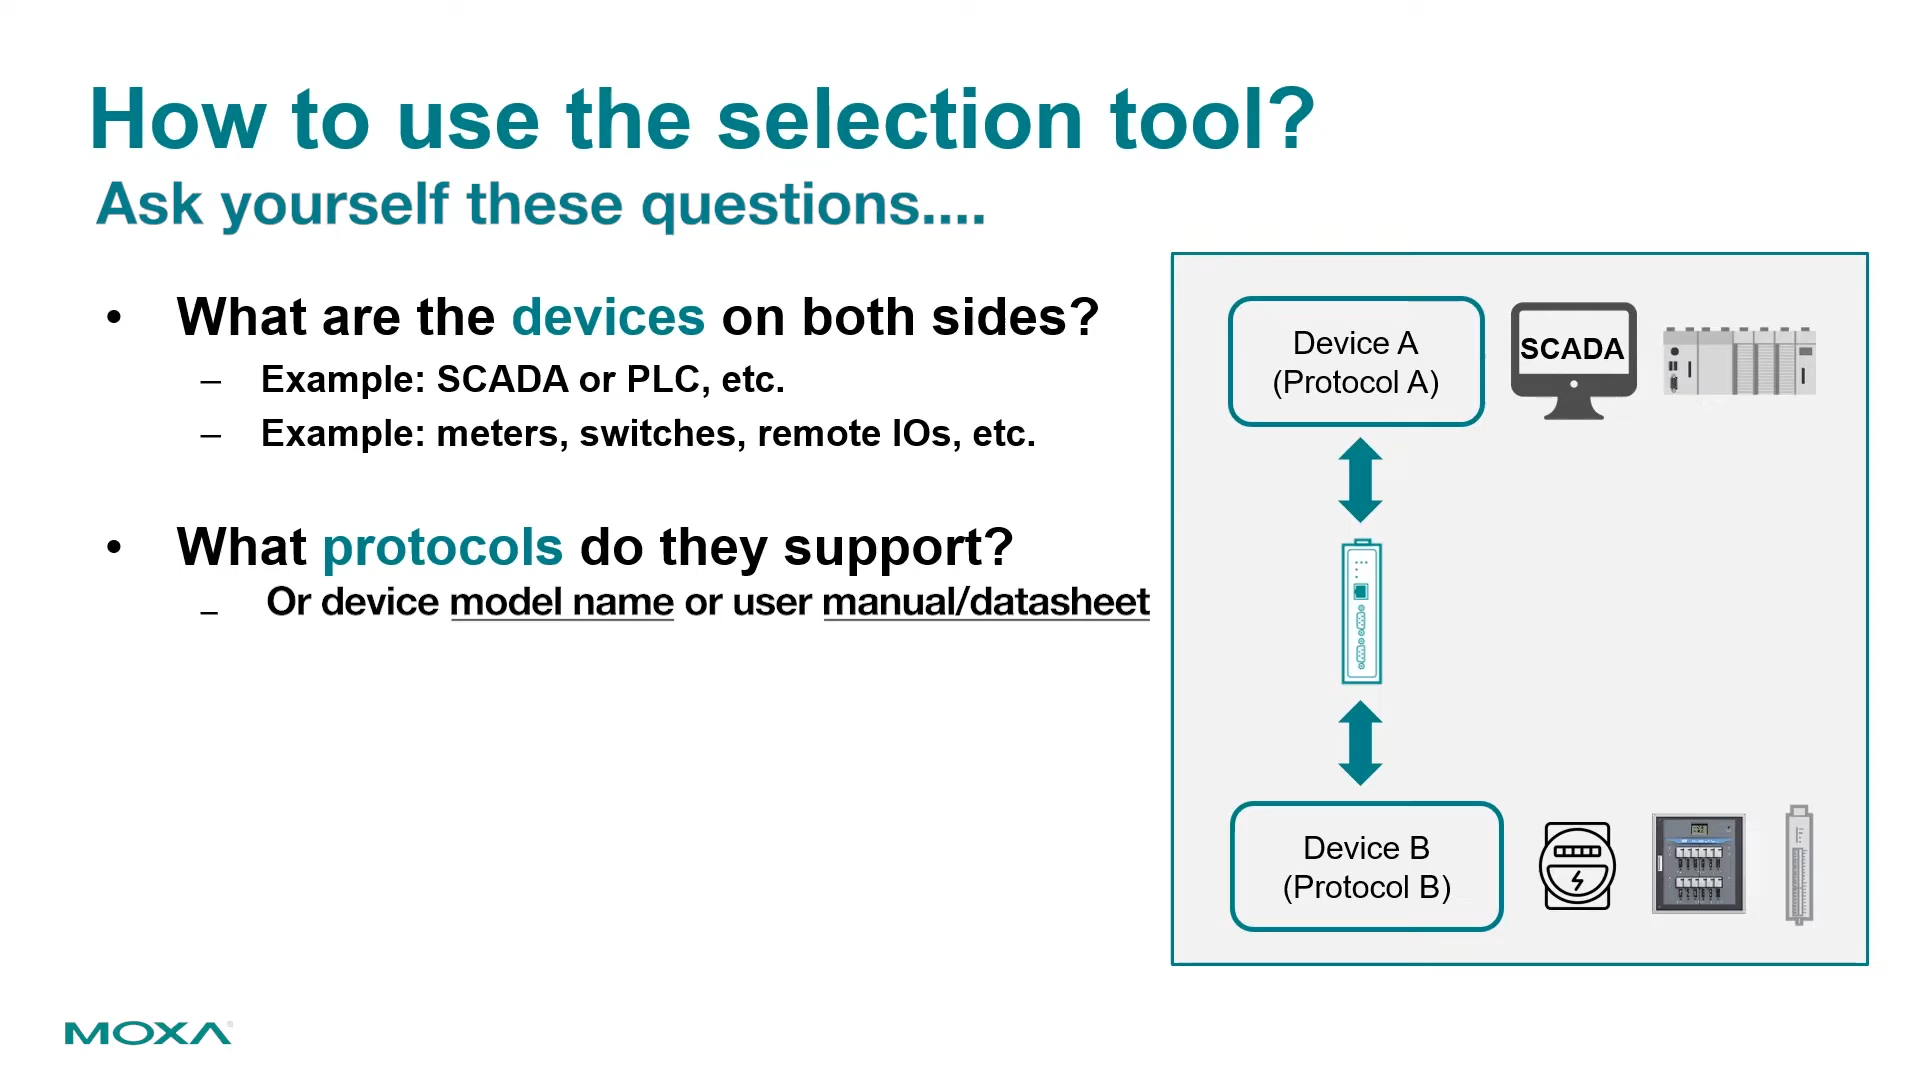 How to use the selection tool?
Ask yourself these questions....
• What are the devices on both sides?
– Example: SCADA or PLC, etc.
– Example: meters, switches, remote IOs, etc.
• What protocols do they support?
– Or device model name or user manual/datasheet
Device A
(Protocol A)
SCADA
Device B
(Protocol B)
MOXA®